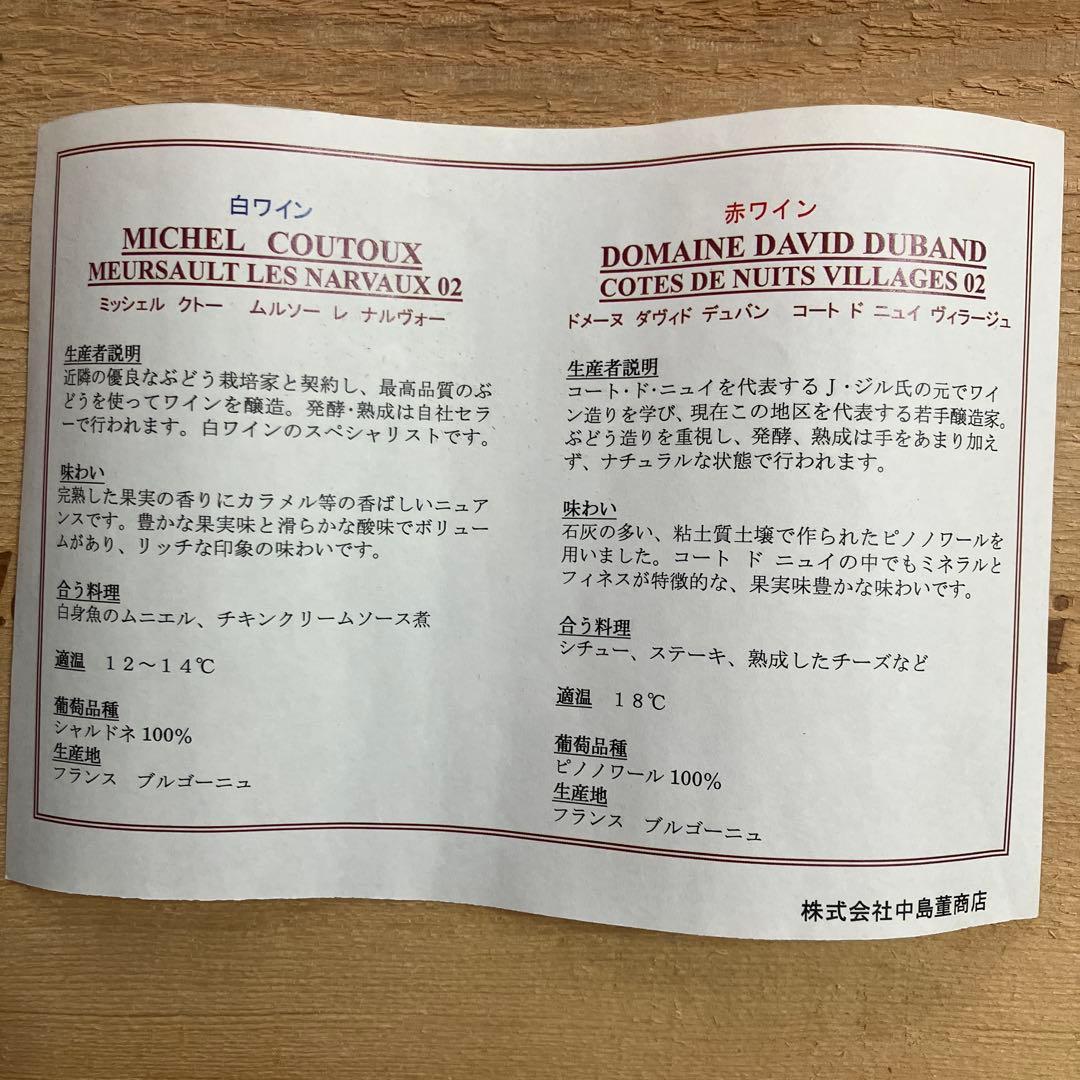 白ワイン
MICHEL COUTOUX
MEURSAULT LES NARVAUX 02
ミッシェル クトー ムルソー レ ナルヴォー
生産者説明
近隣の優良なぶどう栽培家と契約し、最高品質のぶ
どうを使ってワインを醸造。発酵・熟成は自社セラ
ーで行われます。白ワインのスペシャリストです。
味わい
完熟した果実の香りにカラメル等の香ばしいニュア
ンスです。豊かな果実味と滑らかな酸味でボリュー
ムがあり、リッチな印象の味わいです。
合う料理
白身魚のムニエル、チキンクリームソース煮
適温 12～14℃
葡萄品種
シャルドネ 100%
生産地
フランス ブルゴーニュ
赤ワイン
DOMAINE DAVID DUBAND
COTES DE NUITS VILLAGES 02
ドメーヌ ダヴィド デュバン コート ド ニュイ ヴィラージュ
生産者説明
コート・ド・ニュイを代表するJ・ジル氏の元でワイ
ン造りを学び、現在この地区を代表する若手醸造家。
ぶどう造りを重視し、発酵、熟成は手をあまり加え
ず、ナチュラルな状態で行われます。
味わい
石灰の多い、粘土質土壌で作られたピノノワールを
用いました。コート ド ニュイの中でもミネラルと
フィネスが特徴的な、果実味豊かな味わいです。
合う料理
シチュー、ステーキ、熟成したチーズなど
適温 18℃
葡萄品種
ピノノワール 100%
生産地
フランス ブルゴーニュ
株式会社中島董商店